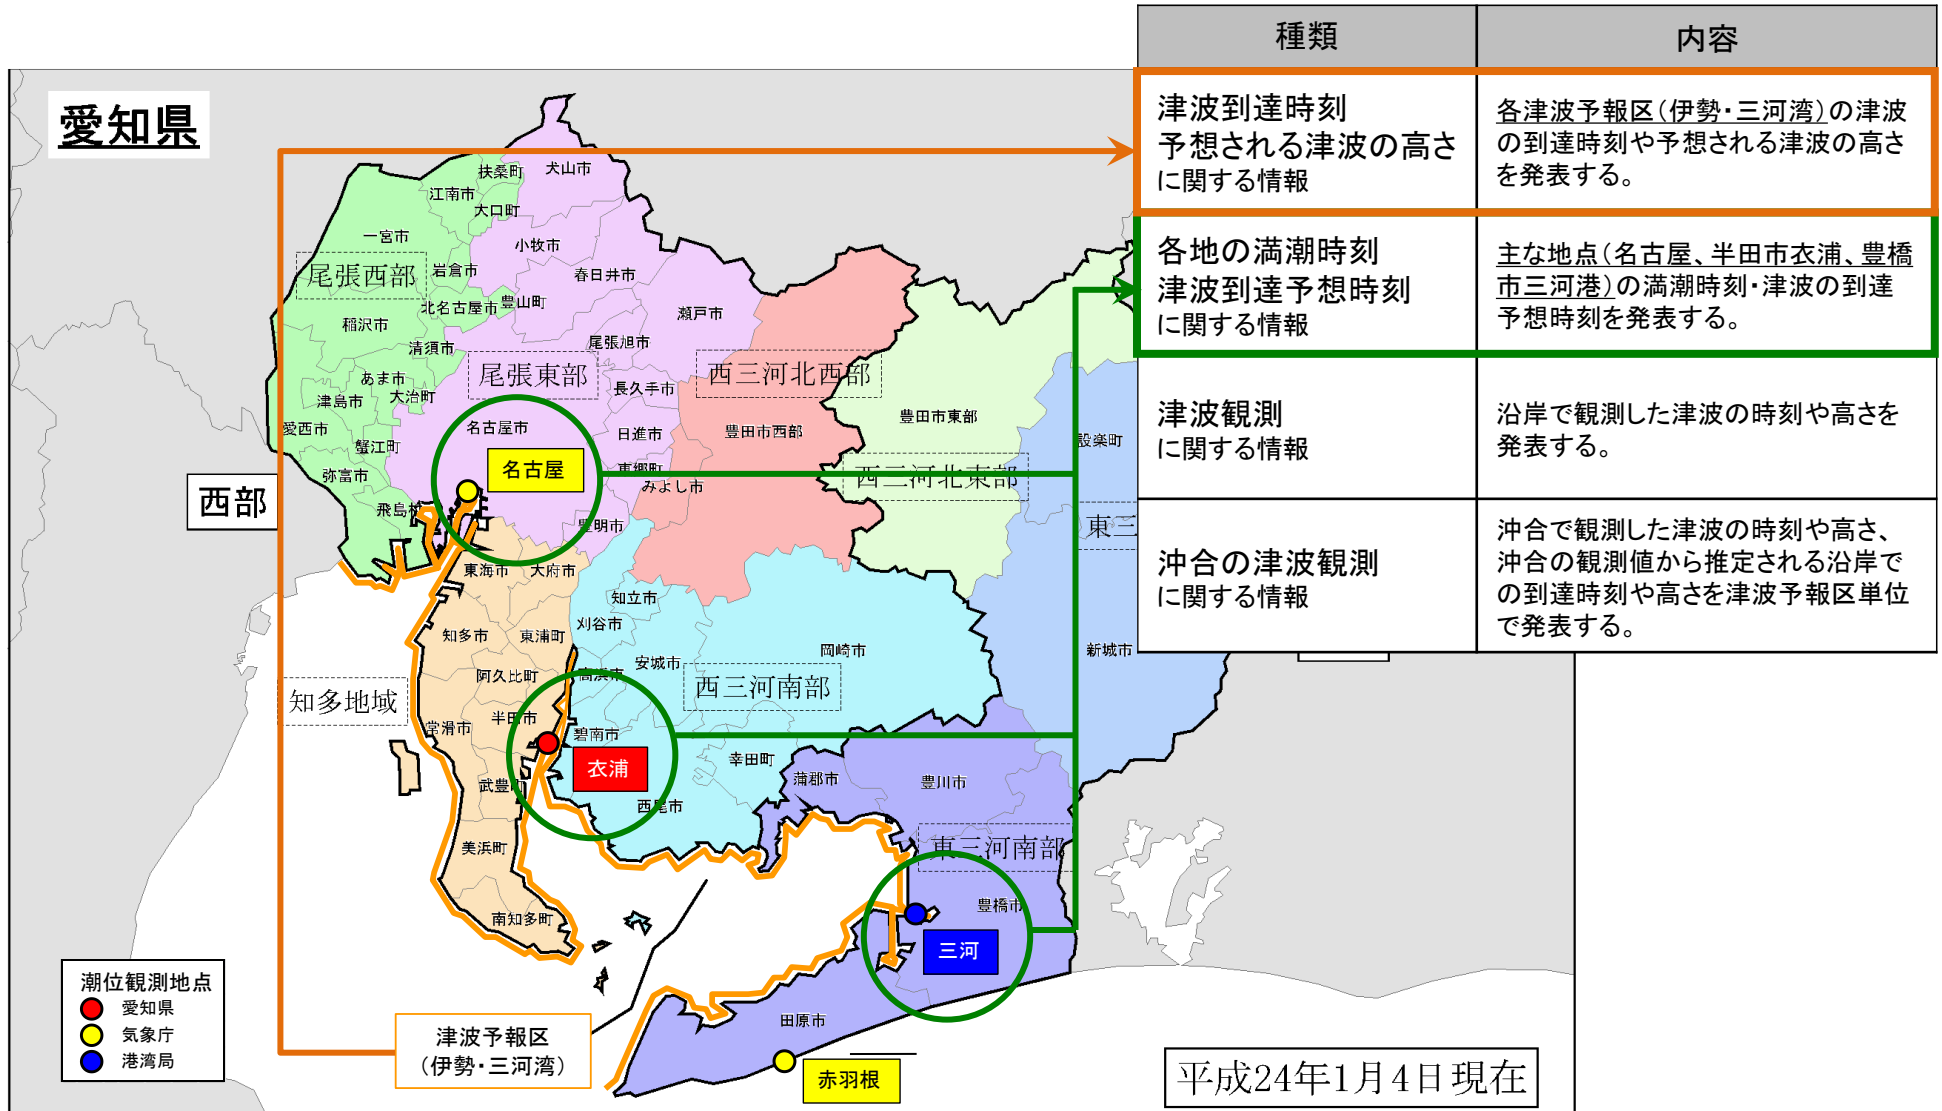 愛知県
種類
内容
津波到達時刻
予想される津波の高さ
に関する情報
各津波予報区(伊勢・三河湾)の津波
の到達時刻や予想される津波の高さ
を発表する。
各地の満潮時刻
津波到達予想時刻
に関する情報
主な地点(名古屋、半田市衣浦、豊橋
市三河港)の満潮時刻・津波の到達
予想時刻を発表する。
津波観測
に関する情報
沿岸で観測した津波の時刻や高さを
発表する。
沖合の津波観測
に関する情報
沖合で観測した津波の時刻や高さ、
沖合の観測値から推定される沿岸で
の到達時刻や高さを津波予報区単位
で発表する。
扶桑町
犬山市
江南市
大口町
一宮市
小牧市
尾張西部
岩倉市
春日井市
北名古屋市
豊山町
稲沢市
瀬戸市
清須市
尾張旭市
尾張東部
西三河北西部
あま市
大治町
長久手市
津島市
愛西市
名古屋市
日進市
豊田市西部
豊田市東部
設楽町
蟹江町
弥富市
名古屋
東郷町
みよし市
西三河北東部
西部
飛島村
豊明市
東三
東海市
大府市
知立市
刈谷市
知多市
東浦町
岡崎市
新城市
安城市
阿久比町
高浜市
西三河南部
知多地域
半田市
常滑市
碧南市
衣浦
幸田町
蒲郡市
豊川市
武豊町
西尾市
美浜町
東三河南部
南知多町
豊橋市
三河
潮位観測地点
愛知県
気象庁
港湾局
津波予報区
(伊勢・三河湾)
田原市
赤羽根
平成24年1月4日現在